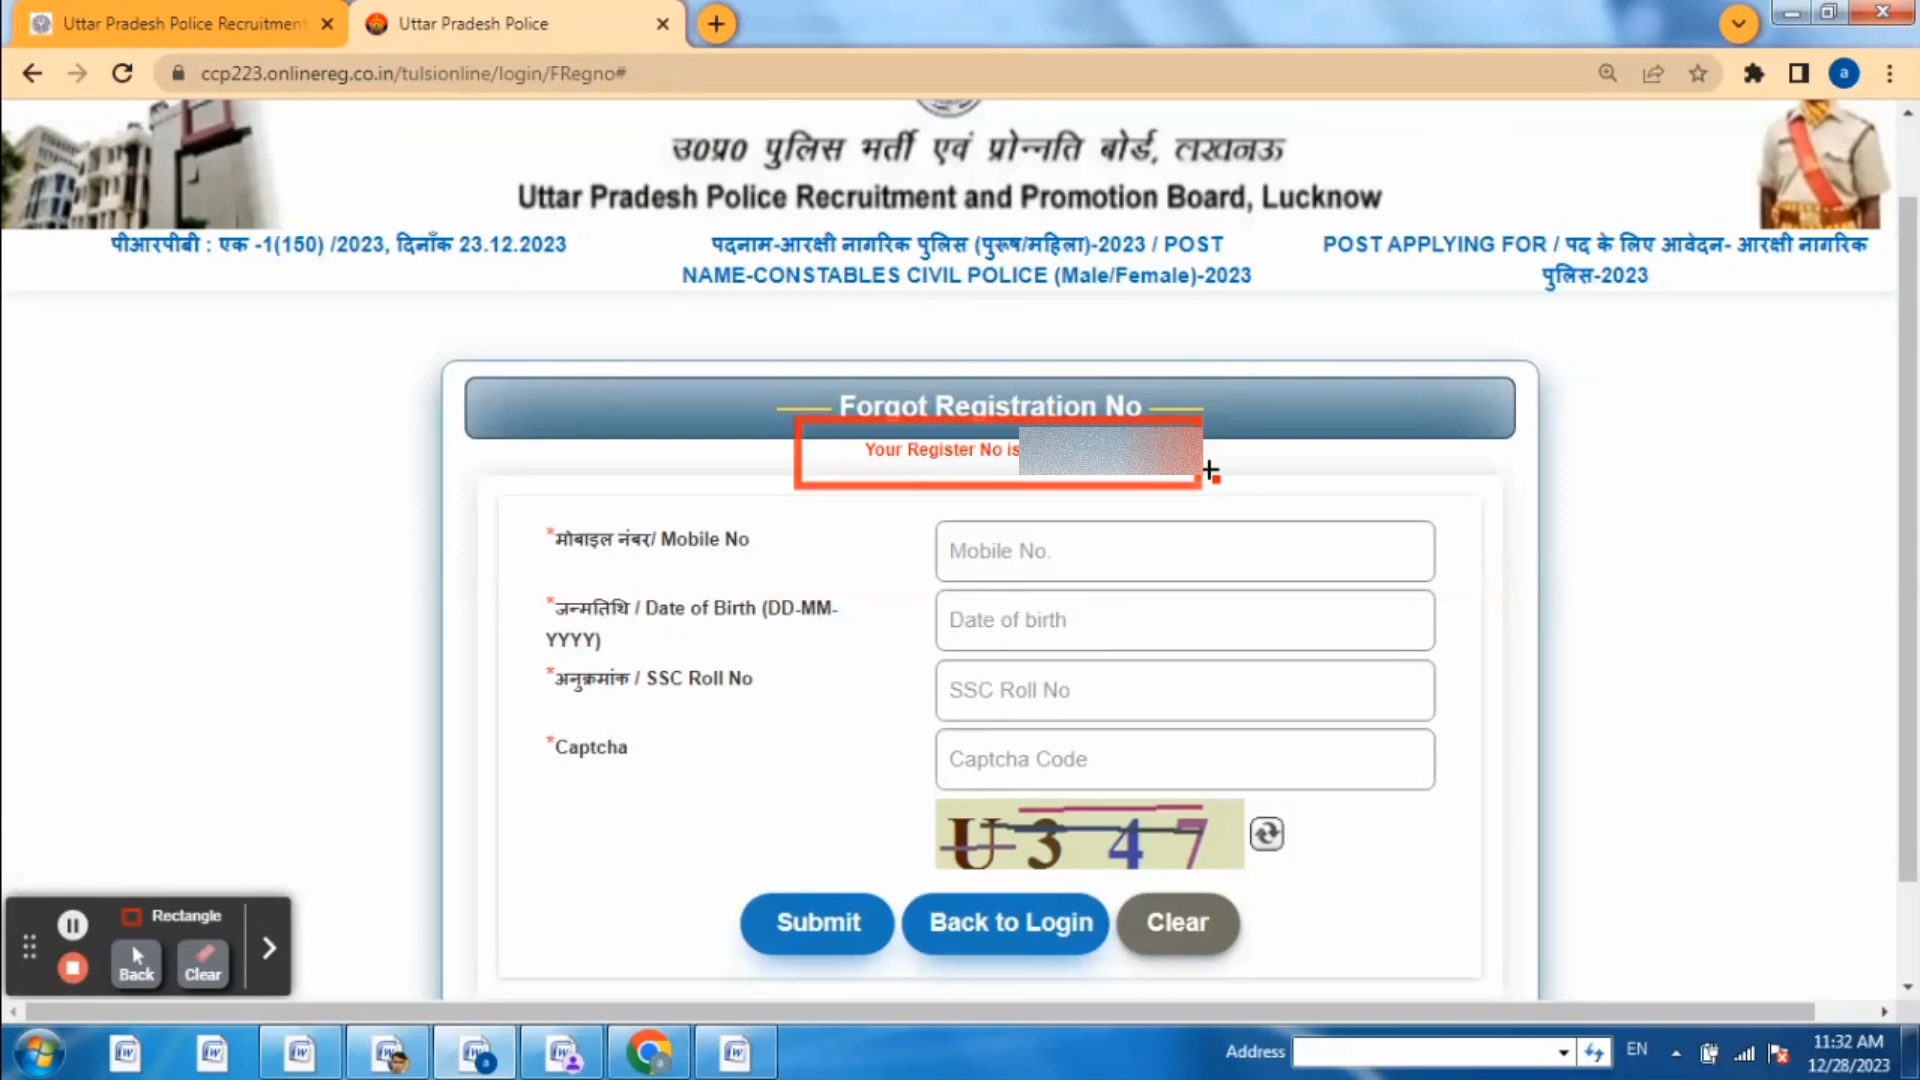 Uttar Pradesh Police Recruitment
Uttar Pradesh Police
ccp223.onlinereg.co.in/tulsionline/login/FRegno#
a
उ0प्र0 पुलिस भर्ती एवं प्रोन्नति बोर्ड, लखनऊ
Uttar Pradesh Police Recruitment and Promotion Board, Lucknow
पीआरपीबी : एक -1(150) /2023, दिनाँक 23.12.2023
पदनाम-आरक्षी नागरिक पुलिस (पुरूष/महिला)-2023 / POST
NAME-CONSTABLES CIVIL POLICE (Male/Female)-2023
POST APPLYING FOR / पद के लिए आवेदन- आरक्षी नागरिक
पुलिस-2023
Forgot Registration No
Your Register No is
*मोबाइल नंबर/ Mobile No
Mobile No.
*जन्मतिथि / Date of Birth (DD-MM-
YYYY)
Date of birth
*अनुक्रमांक / SSC Roll No
SSC Roll No
*Captcha
Captcha Code
U 3 4 7
Submit
Back to Login
Clear
Rectangle
Back
Clear
Address
EN
11:32 AM
12/28/2023